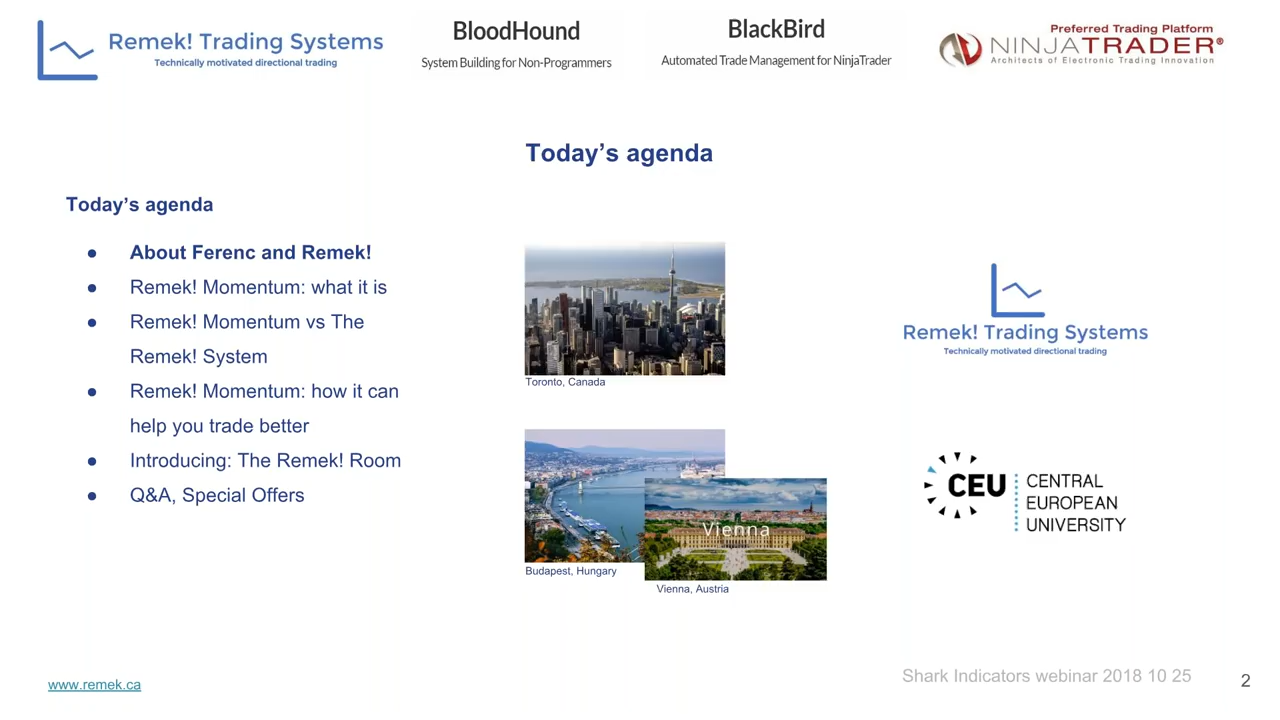 Remek! Trading Systems
Technically motivated directional trading
BloodHound
System Building for Non-Programmers
BlackBird
Automated Trade Management for NinjaTrader
Preferred Trading Platform
NINJATRADER®
Architects of Electronic Trading Innovation
Today's agenda
Today's agenda
● About Ferenc and Remek!
● Remek! Momentum: what it is
● Remek! Momentum vs The
Remek! System
● Remek! Momentum: how it can
help you trade better
● Introducing: The Remek! Room
● Q&A, Special Offers
Toronto, Canada
Vienna
Budapest, Hungary
Vienna, Austria
Remek! Trading Systems
Technically motivated directional trading
CEU
CENTRAL
EUROPEAN
UNIVERSITY
www.remek.ca
Shark Indicators webinar 2018 10 25
2